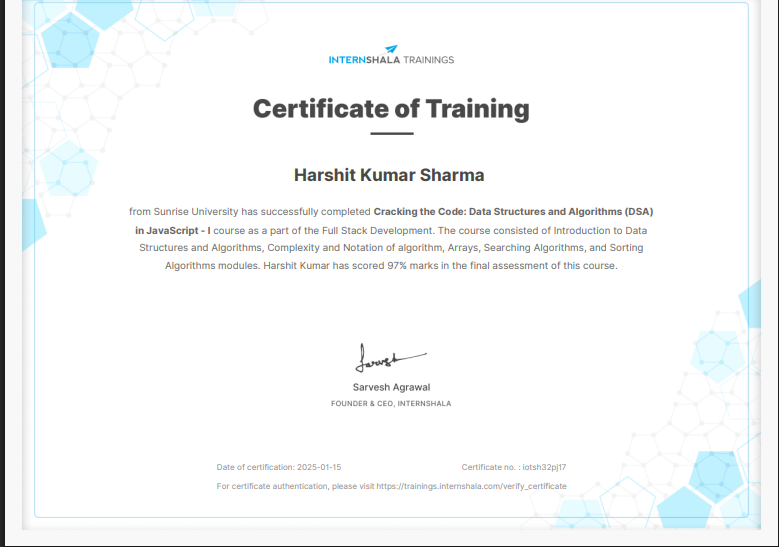 INTERNSHALA TRAININGS
Certificate of Training
Harshit Kumar Sharma
from Sunrise University has successfully completed Cracking the Code: Data Structures and Algorithms (DSA)
in JavaScript - I course as a part of the Full Stack Development. The course consisted of Introduction to Data
Structures and Algorithms, Complexity and Notation of algorithm, Arrays, Searching Algorithms, and Sorting
Algorithms modules. Harshit Kumar has scored 97% marks in the final assessment of this course.
Sarvesh
Sarvesh Agrawal
FOUNDER & CEO, INTERNSHALA
Date of certification: 2025-01-15 Certificate no. : iotsh32pj17
For certificate authentication, please visit https://trainings.internshala.com/verify_certificate